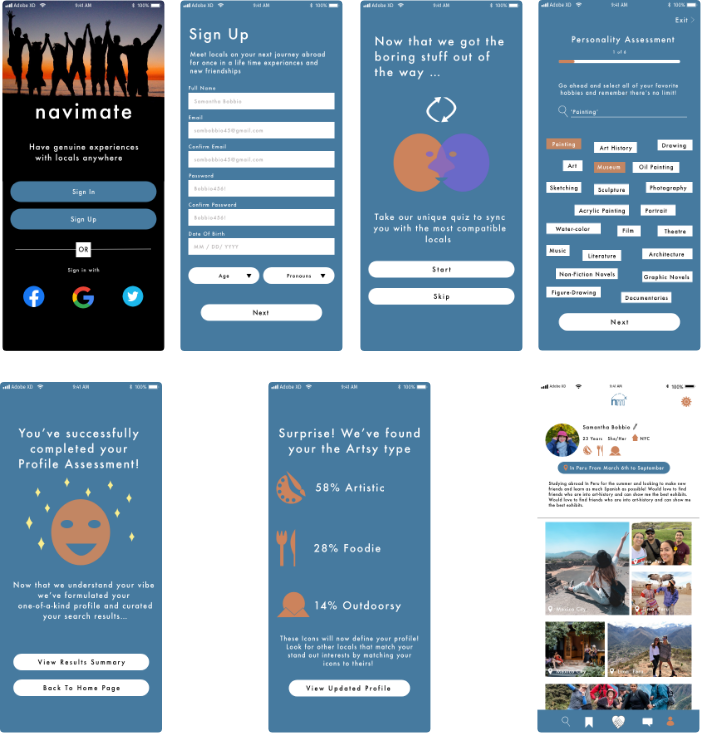 Adobe XD 9:41 AM 100%
navimate
Have genuine experiences
with locals anywhere
Sign In
Sign Up
OR
Sign in with
Adobe XD 9:41 AM 100%
Sign Up
Meet locals on your next journey abroad
for once in a life time experiances and
new friendships
Full Name
Samantha Bobbio
Email
sambobbio43@gmail.com
Confirm Email
sambobbio43@gmail.com
Password
Bobbio430!
Confirm Password
Bobbio430!
Date Of Birth
MM / DD/ YYYY
Age
Pronouns
Next
Adobe XD 9:41 AM 100%
Now that we got the
boring stuff out of
the way ...
Take our unique quiz to sync
you with the most compatible
locals
Start
Skip
Adobe XD 9:41 AM 100%
Exit
Personality Assessment
1 of 6
Go ahead and select all of your favorite
hobbies and remember there's no limit!
'Painting'
Painting Art History Drawing
Art Museum Oil Painting
Sketching Sculpture Photography
Acrylic Painting Portrait
Water-color Film Theatre
Music Literature Architecture
Non-Fiction Novels Graphic Novels
Figure-Drawing Documentaries
Next
Adobe XD 9:41 AM 100%
You've successfully
completed your
Profile Assessment!
Now that we understand your vibe
we've formulated your
one-of-a-kind profile and curated
your search results...
View Results Summary
Back To Home Page
Adobe XD 9:41 AM 100%
Surprise! We've found
your the Artsy type
58% Artistic
28% Foodie
14% Outdoorsy
These Icons will now define your profile!
Look for other locals that match your
stand out interests by matching your
icons to theirs!
View Updated Profile
Adobe XD 9:41 AM 100%
Samantha Bobbio
23 Years She/Her NYC
In Peru From March 6th to September
Studying abroad in Peru for the summer and looking to make new
friends and learn as much Spanish as possible! Would love to find
friends who are into art-history and can show me the best exhibits.
Would love to find friends who are into art-history and can show me
the best exhibits.
Mexico City